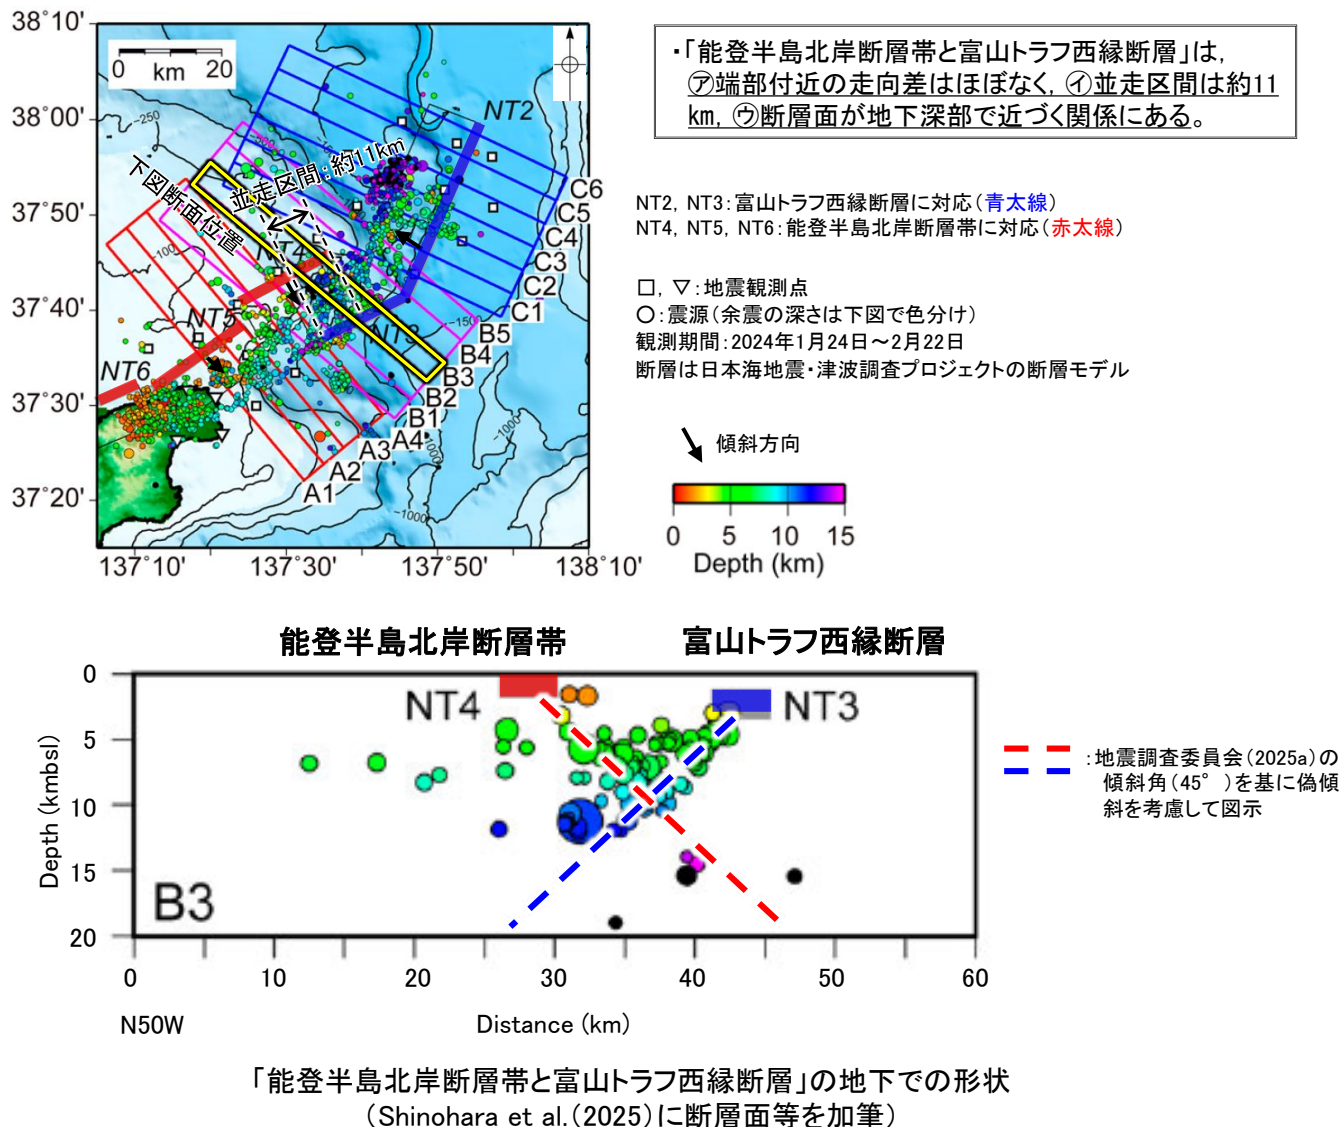 38°10'
38°00'
37°50'
37°40'
37°30'
37°20'
137°10'
137°30'
137°50'
138°10'
0 km 20
-250
-500
-100
-1500
-1000
-1000
-1000
NT2
並走区間：約11km
下図断面位置
NT4
NT5
NT3
NT6
C6
C5
C4
C3
C2
C1
B5
B4
B3
B2
B1
A4
A3
A2
A1
・「能登半島北岸断層帯と富山トラフ西縁断層」は，
㋐端部付近の走向差はほぼなく，㋑並走区間は約11
km，㋒断層面が地下深部で近づく関係にある。
NT2，NT3：富山トラフ西縁断層に対応（青太線）
NT4，NT5，NT6：能登半島北岸断層帯に対応（赤太線）
□，▽：地震観測点
○：震源（余震の深さは下図で色分け）
観測期間：2024年1月24日～2月22日
断層は日本海地震・津波調査プロジェクトの断層モデル
傾斜方向
0 5 10 15
Depth (km)
能登半島北岸断層帯 富山トラフ西縁断層
NT4 NT3
0
5
10
15
20
Depth (kmbsl)
B3
0 10 20 30 40 50 60
N50W Distance (km)
：地震調査委員会（2025a）の
傾斜角（45°）を基に偽傾
斜を考慮して図示
「能登半島北岸断層帯と富山トラフ西縁断層」の地下での形状
（Shinohara et al.（2025）に断層面等を加筆）